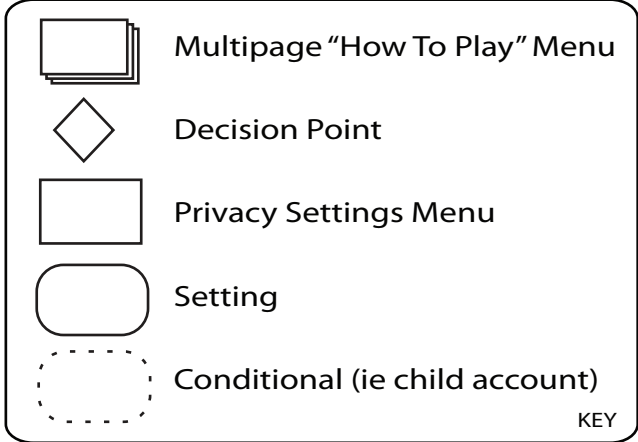 Multipage “How To Play” Menu
Decision Point
Privacy Settings Menu
Setting
Conditional (ie child account)
KEY